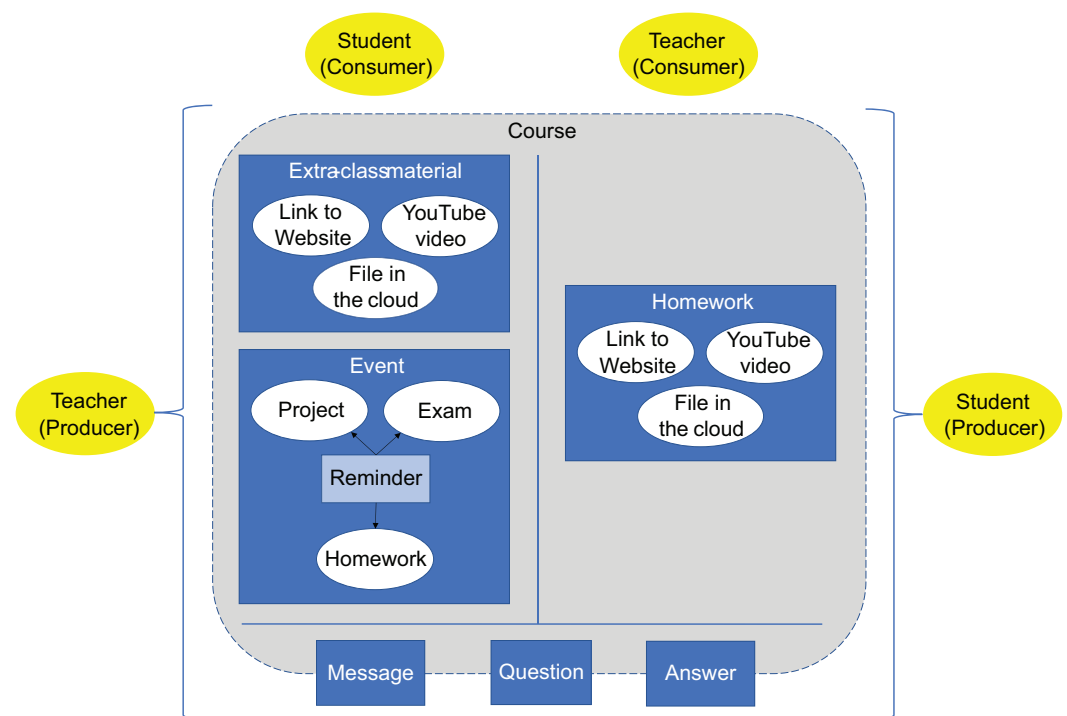 Student
(Consumer)
Teacher
(Consumer)
Course
Extra-classmaterial
Link to
Website
YouTube
video
File in
the cloud
Homework
Link to
Website
YouTube
video
File in
the cloud
Event
Project
Exam
Reminder
Homework
Teacher
(Producer)
Student
(Producer)
Message
Question
Answer